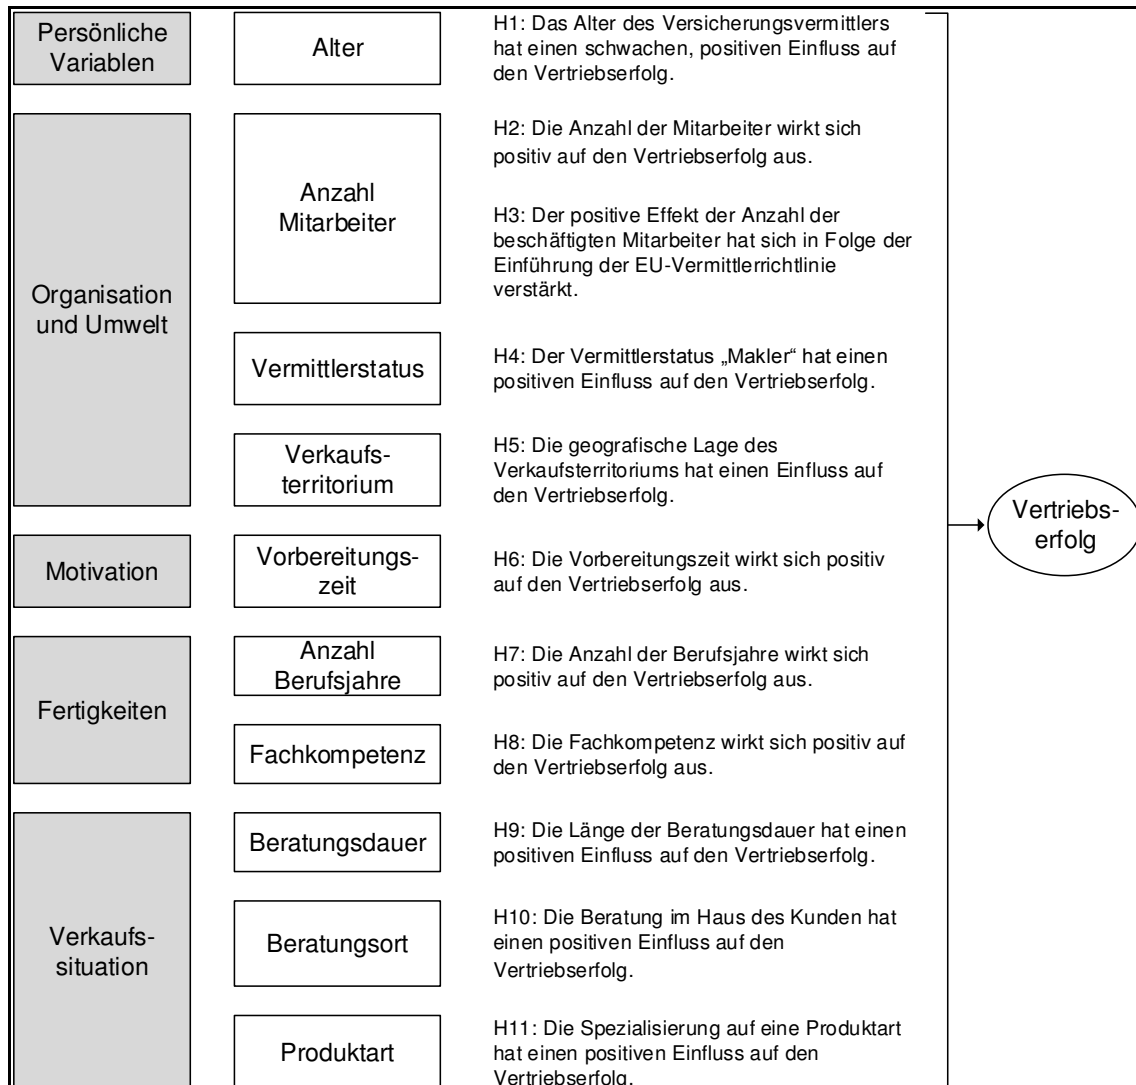 Persönliche
Variablen
Alter
H1: Das Alter des Versicherungsvermittlers
hat einen schwachen, positiven Einfluss auf
den Vertriebserfolg.
Organisation
und Umwelt
Anzahl
Mitarbeiter
H2: Die Anzahl der Mitarbeiter wirkt sich
positiv auf den Vertriebserfolg aus.
H3: Der positive Effekt der Anzahl der
beschäftigten Mitarbeiter hat sich in Folge der
Einführung der EU-Vermittlerrichtlinie
verstärkt.
Vermittlerstatus
H4: Der Vermittlerstatus „Makler“ hat einen
positiven Einfluss auf den Vertriebserfolg.
Verkaufs-
territorium
H5: Die geografische Lage des
Verkaufsterritoriums hat einen Einfluss auf
den Vertriebserfolg.
Motivation
Vorbereitungs-
zeit
H6: Die Vorbereitungszeit wirkt sich positiv
auf den Vertriebserfolg aus.
Fertigkeiten
Anzahl
Berufsjahre
H7: Die Anzahl der Berufsjahre wirkt sich
positiv auf den Vertriebserfolg aus.
Fachkompetenz
H8: Die Fachkompetenz wirkt sich positiv auf
den Vertriebserfolg aus.
Verkaufs-
situation
Beratungsdauer
H9: Die Länge der Beratungsdauer hat einen
positiven Einfluss auf den Vertriebserfolg.
Beratungsort
H10: Die Beratung im Haus des Kunden hat
einen positiven Einfluss auf den
Vertriebserfolg.
Produktart
H11: Die Spezialisierung auf eine Produktart
hat einen positiven Einfluss auf den
Vertriebserfolg.
Vertriebs-
erfolg